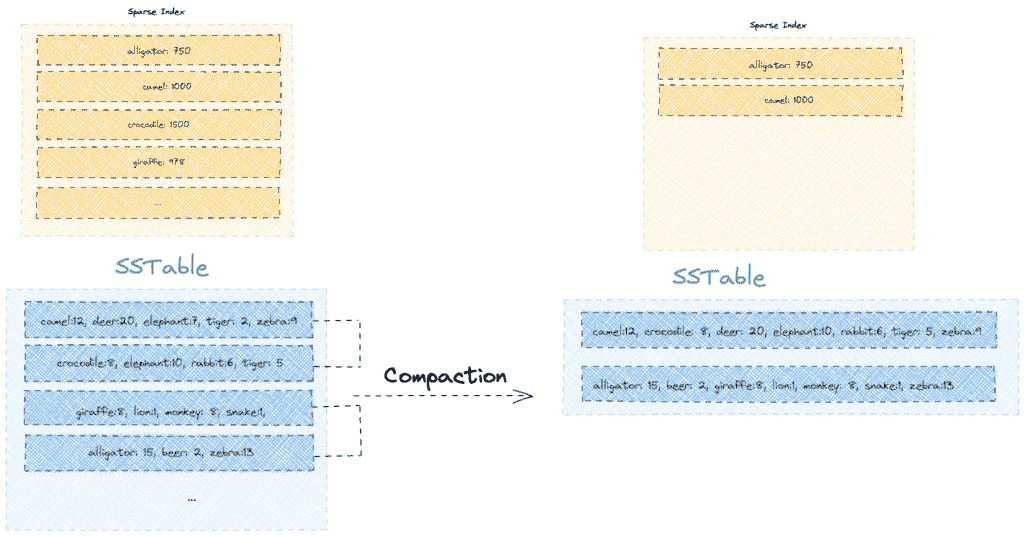 Sparse Index
alligator: 750
camel: 1000
crocodile: 1500
giraffe: 978
...
SSTable
camel:12, deer:20, elephant:7, tiger: 2, zebra:9
crocodile:8, elephant:10, rabbit:6, tiger: 5
giraffe:8, lion:1, monkey: 8, snake:1,
alligator: 15, beer: 2, zebra:13
...
Compaction
Sparse Index
alligator: 750
camel: 1000
SSTable
camel:12, crocodile: 8, deer: 20, elephant:10, rabbit:6, tiger: 5, zebra:9
alligator: 15, beer: 2, giraffe:8, lion:1, monkey: 8, snake:1, zebra:13